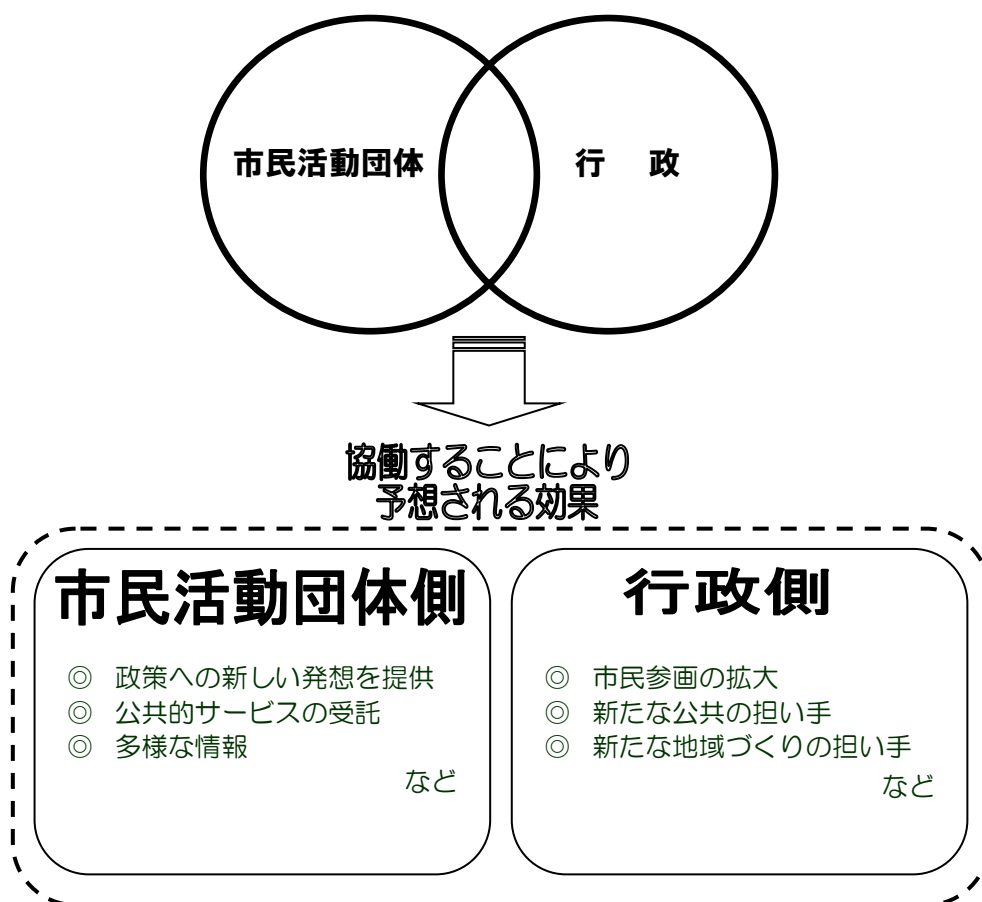 市民活動団体
行　政
協働することにより
予想される効果
市民活動団体側
◎ 政策への新しい発想を提供
◎ 公共的サービスの受託
◎ 多様な情報
など
行政側
◎ 市民参画の拡大
◎ 新たな公共の担い手
◎ 新たな地域づくりの担い手
など